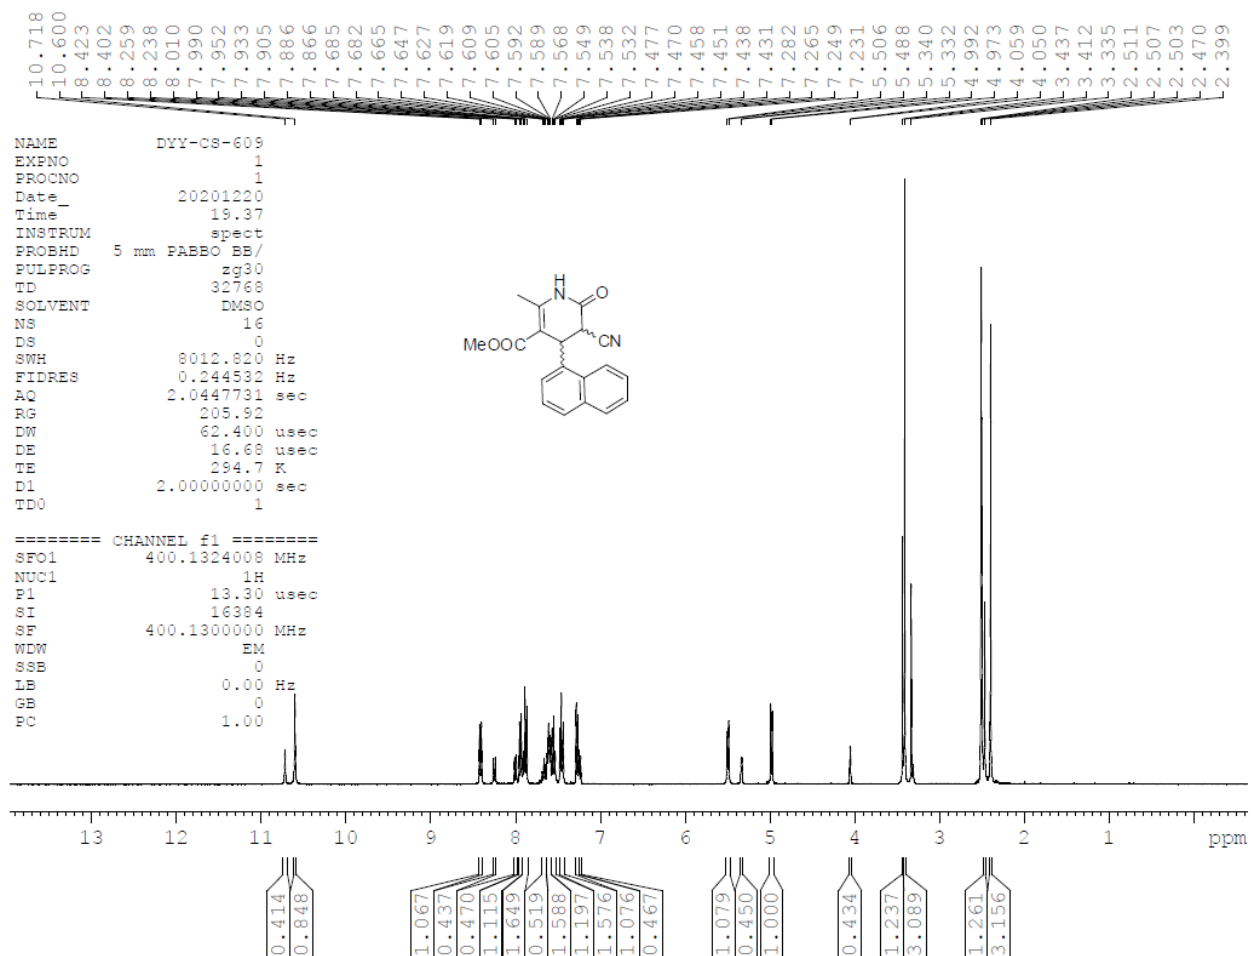 10.718
10.600
8.423
8.402
8.259
8.238
8.010
7.990
7.952
7.933
7.905
7.886
7.866
7.685
7.682
7.665
7.647
7.627
7.619
7.609
7.605
7.592
7.589
7.568
7.549
7.538
7.532
7.477
7.470
7.458
7.451
7.438
7.431
7.282
7.265
7.249
7.231
5.506
5.488
5.340
5.332
4.992
4.973
4.059
4.050
3.437
3.412
3.335
2.511
2.507
2.503
2.470
2.399
NAME DYY-CS-609
EXPNO 1
PROCNO 1
Date_ 20201220
Time 19.37
INSTRUM spect
PROBHD 5 mm PABBO BB/
PULPROG zg30
TD 32768
SOLVENT DMSO
NS 16
DS 0
SWH 8012.820 Hz
FIDRES 0.244532 Hz
AQ 2.0447731 sec
RG 205.92
DW 62.400 usec
DE 16.68 usec
TE 294.7 K
D1 2.00000000 sec
TD0 1
======== CHANNEL f1 ========
SFO1 400.1324008 MHz
NUC1 1H
P1 13.30 usec
SI 16384
SF 400.1300000 MHz
WDW EM
SSB 0
LB 0.00 Hz
GB 0
PC 1.00
H
N
O
MeOOC
CN
13 12 11 10 9 8 7 6 5 4 3 2 1 ppm
0.414
0.848
1.067
0.437
0.470
1.115
1.649
0.519
1.588
1.197
1.576
1.076
0.467
1.079
0.450
1.000
0.434
1.237
3.089
1.261
3.156